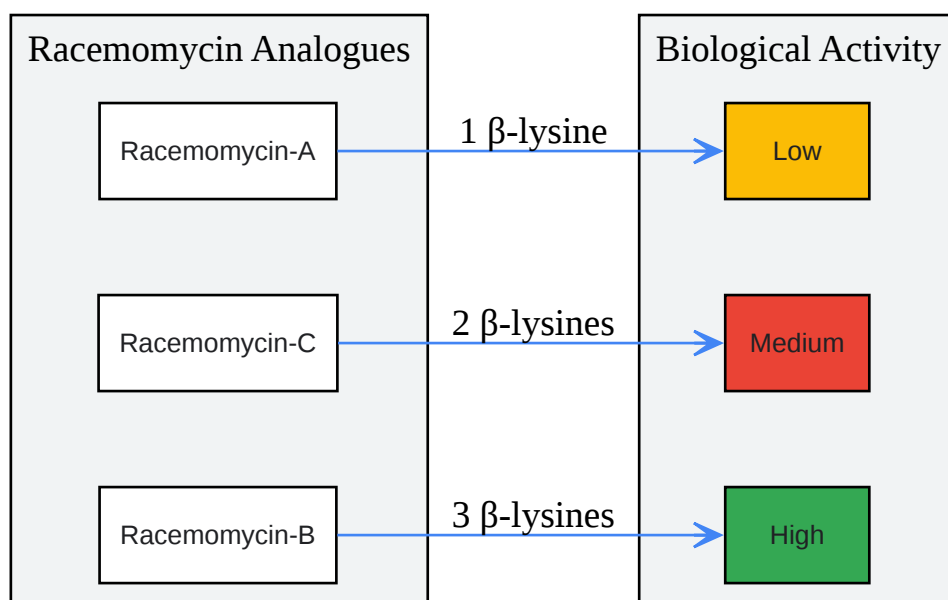 Racemomycin Analogues
Biological Activity
Racemomycin-A
1 β-lysine
Low
Racemomycin-C
2 β-lysines
Medium
Racemomycin-B
3 β-lysines
High